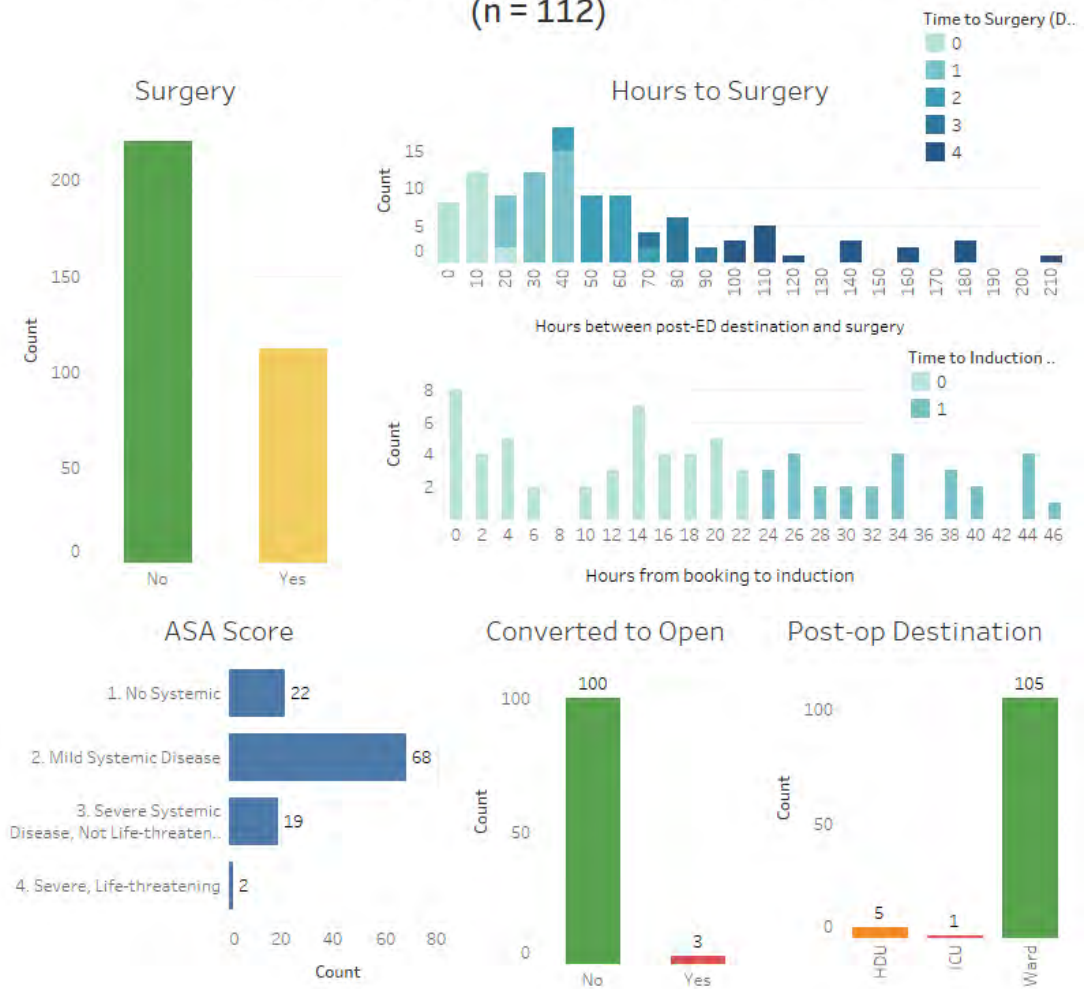 (n = 112)
Time to Surgery (D..
0
1
2
3
4
Surgery
Count
200
150
100
50
0
No
Yes
Hours to Surgery
Count
15
10
5
0
0 10 20 30 40 50 60 70 80 90 100 110 120 130 140 150 160 170 180 190 200 210
Hours between post-ED destination and surgery
Time to Induction ..
0
1
Count
8
6
4
2
0 2 4 6 8 10 12 14 16 18 20 22 24 26 28 30 32 34 36 38 40 42 44 46
Hours from booking to induction
ASA Score
1. No Systemic
22
2. Mild Systemic Disease
68
3. Severe Systemic
Disease, Not Life-threaten..
19
4. Severe, Life-threatening
2
0 20 40 60 80
Count
Converted to Open
Count
100
50
0
100
3
No
Yes
Post-op Destination
Count
100
50
0
5
1
105
HDU
ICU
Ward